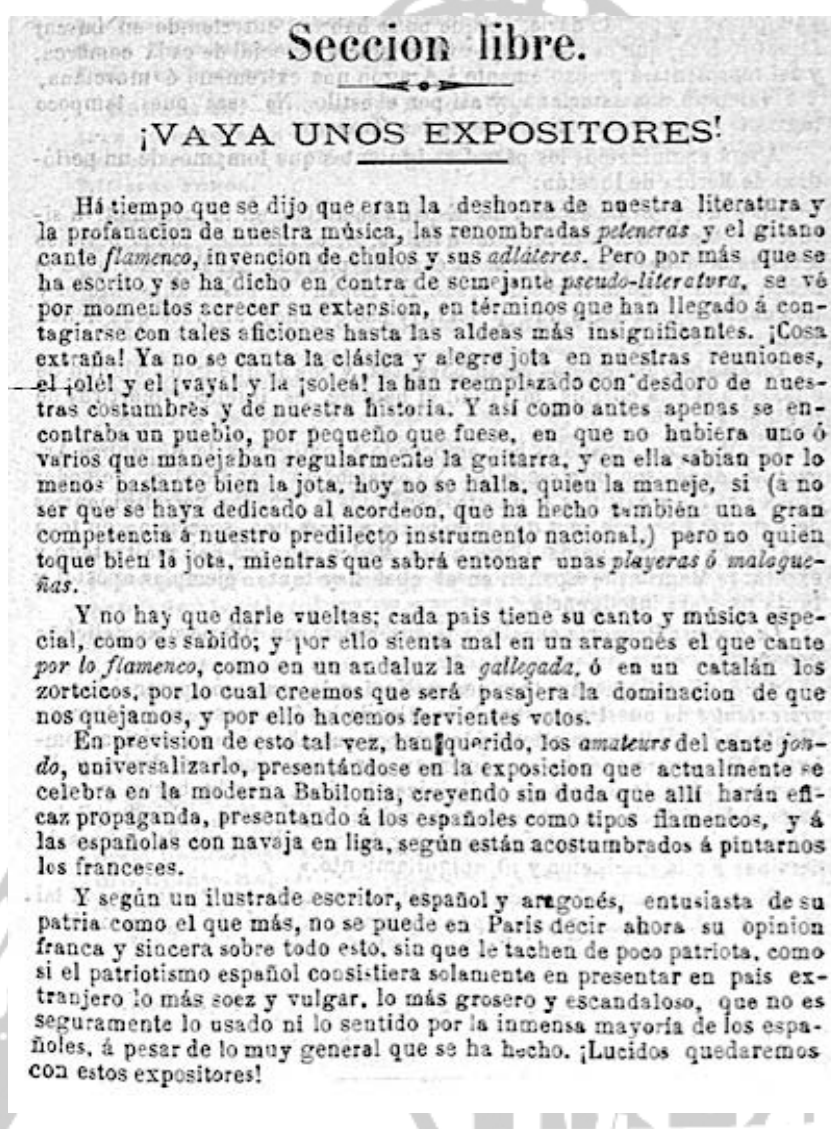 Seccion libre.
¡VAYA UNOS EXPOSITORES!
Há tiempo que se dijo que eran la deshonra de nuestra literatura y
la profanacion de nuestra música, las renombradas peteneras y el gitano
cante flamenco, invencion de chulos y sus adláteres. Pero por más que se
ha escrito y se ha dicho en contra de semejante pseudo-literatura, se vé
por momentos acrecer su extension, en términos que han llegado á con-
tagiarse con tales aficiones hasta las aldeas más insignificantes. ¡Cosa
extraña! Ya no se canta la clásica y alegre jota en nuestras reuniones,
el ¡olé! y el ¡vaya! y la ¡soleá! la han reemplazado con desdoro de nues-
tras costumbres y de nuestra historia. Y así como antes apenas se en-
contraba un pueblo, por pequeño que fuese, en que no hubiera uno ó
varios que manejaban regularmente la guitarra, y en ella sabían por lo
menos bastante bien la jota, hoy no se halla, quien la maneje, si (á no
ser que se haya dedicado al acordeon, que ha hecho también una gran
competencia á nuestro predilecto instrumento nacional,) pero no quien
toque bien la jota, mientras que sabrá entonar unas playeras ó malague-
ñas.
Y no hay que darle vueltas; cada pais tiene su canto y música espe-
cial, como es sabido; y por ello sienta mal en un aragonés el que cante
por lo flamenco, como en un andaluz la gallegada, ó en un catalán los
zortcicos, por lo cual creemos que será pasajera la dominacion de que
nos quejamos, y por ello hacemos fervientes votos.
En prevision de esto tal vez, han querido, los amateurs del cante jon-
do, universalizarlo, presentándose en la exposicion que actualmente se
celebra en la moderna Babilonia, creyendo sin duda que allí harán efi-
caz propaganda, presentando á los españoles como tipos flamencos, y á
las españolas con navaja en liga, según están acostumbrados á pintarnos
los franceses.
Y según un ilustrade escritor, español y aragonés, entusiasta de su
patria como el que más, no se puede en París decir ahora su opinion
franca y sincera sobre todo esto, sin que le tachen de poco patriota, como
si el patriotismo español consistiera solamente en presentar en pais ex-
tranjero lo más soez y vulgar, lo más grosero y escandaloso, que no es
seguramente lo usado ni lo sentido por la inmensa mayoría de los espa-
ñoles, á pesar de lo muy general que se ha hecho. ¡Lucidos quedaremos
con estos expositores!